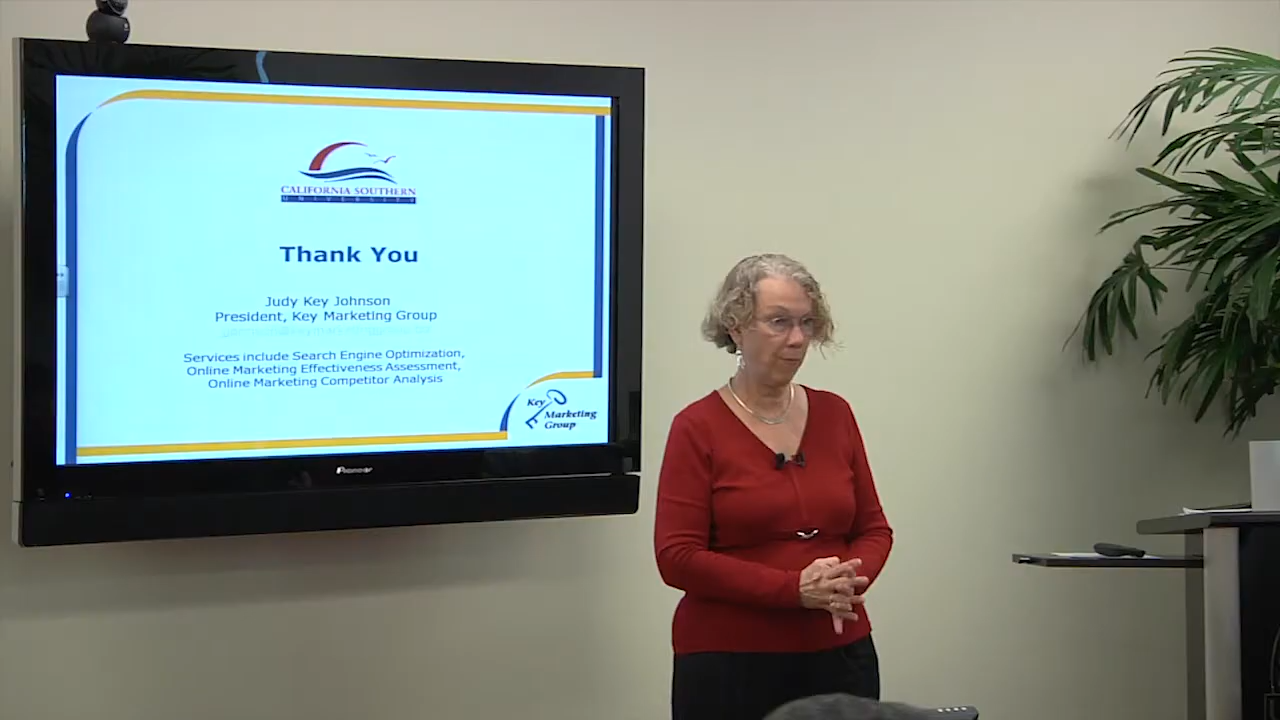 CALIFORNIA SOUTHERN
UNIVERSITY
Thank You
Judy Key Johnson
President, Key Marketing Group
Services include Search Engine Optimization,
Online Marketing Effectiveness Assessment,
Online Marketing Competitor Analysis
Key
Marketing
Group
Pioneer